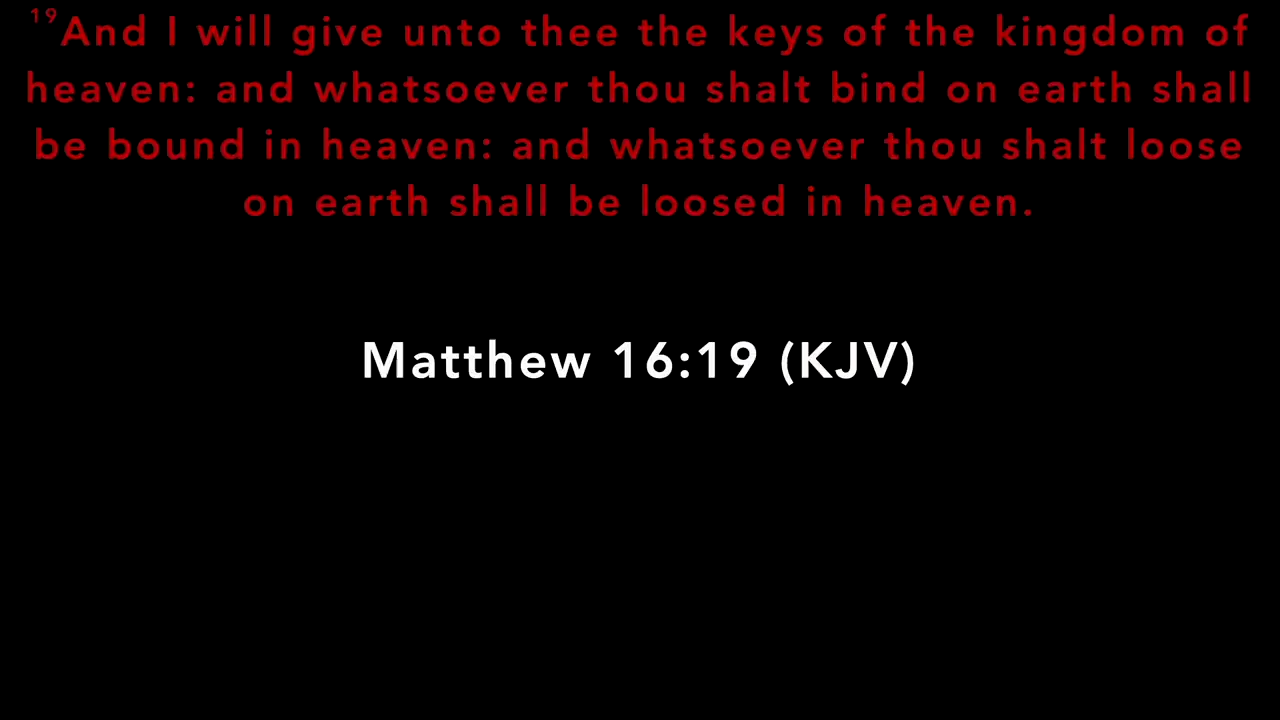 19And I will give unto thee the keys of the kingdom of
heaven: and whatsoever thou shalt bind on earth shall
be bound in heaven: and whatsoever thou shalt loose
on earth shall be loosed in heaven.
Matthew 16:19 (KJV)